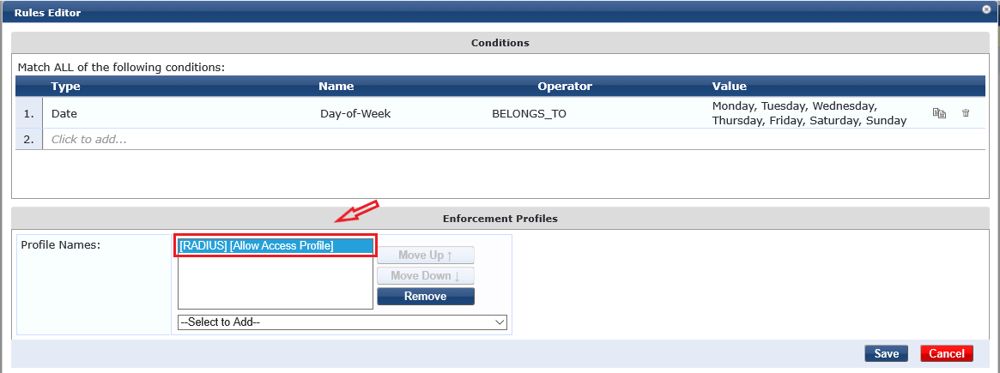 Rules Editor
Conditions
Match ALL of the following conditions:
Type Name Operator Value
1. Date Day-of-Week BELONGS_TO Monday, Tuesday, Wednesday,
Thursday, Friday, Saturday, Sunday
2. Click to add...
Enforcement Profiles
Profile Names: [RADIUS] [Allow Access Profile]
Move Up ↑
Move Down ↓
Remove
--Select to Add--
Save Cancel